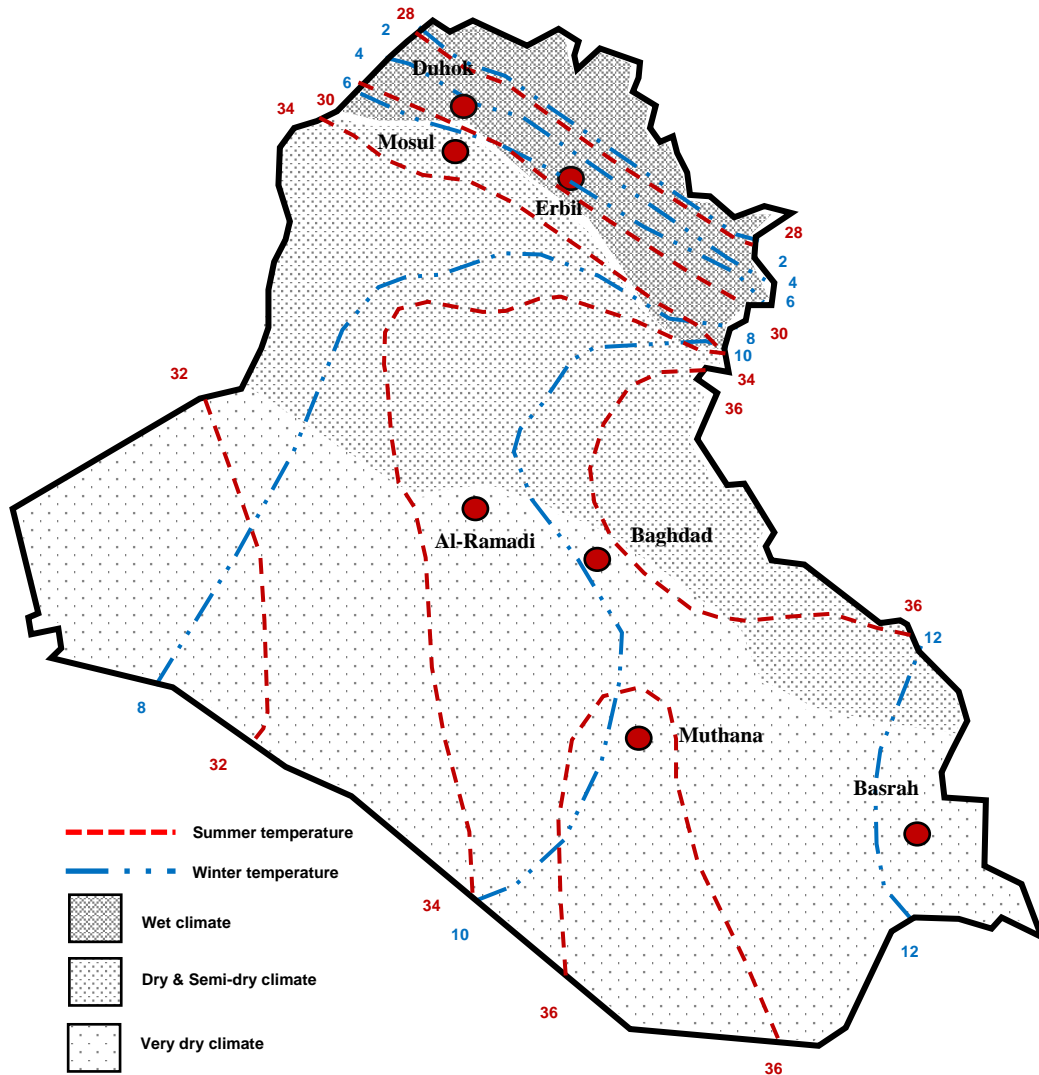 28
2
4
Duhok
6
30
34
Mosul
Erbil
28
2
4
6
8
30
10
34
32
36
Al-Ramadi
Baghdad
36
12
8
32
Muthana
Basrah
Summer temperature
Winter temperature
34
Wet climate
10
12
Dry & Semi-dry climate
36
Very dry climate
36